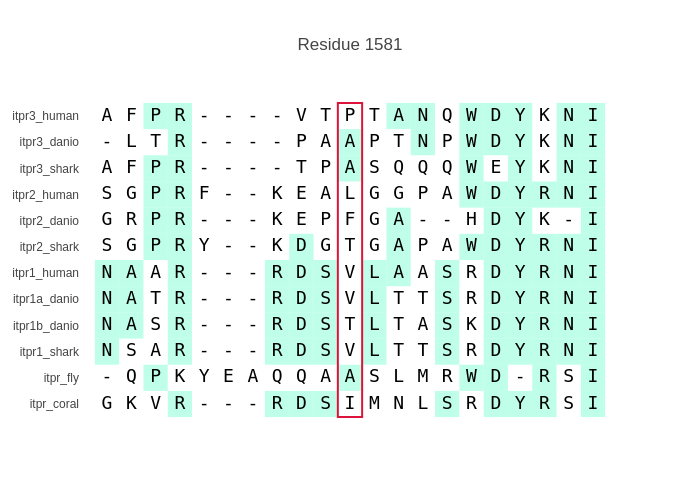 Residue 1581
itpr3_human A F P R - - - - V T P T A N Q W D Y K N I
itpr3_danio - L T R - - - - P A A P T N P W D Y K N I
itpr3_shark A F P R - - - - T P A S Q Q Q W E Y K N I
itpr2_human S G P R F - - K E A L G G P A W D Y R N I
itpr2_danio G R P R - - - K E P F G A - - H D Y K - I
itpr2_shark S G P R Y - - K D G T G A P A W D Y R N I
itpr1_human N A A R - - - R D S V L A A S R D Y R N I
itpr1a_danio N A T R - - - R D S V L T T S R D Y R N I
itpr1b_danio N A S R - - - R D S T L T A S K D Y R N I
itpr1_shark N S A R - - - R D S V L T T S R D Y R N I
itpr_fly - Q P K Y E A Q Q A A S L M R W D - R S I
itpr_coral G K V R - - - R D S I M N L S R D Y R S I